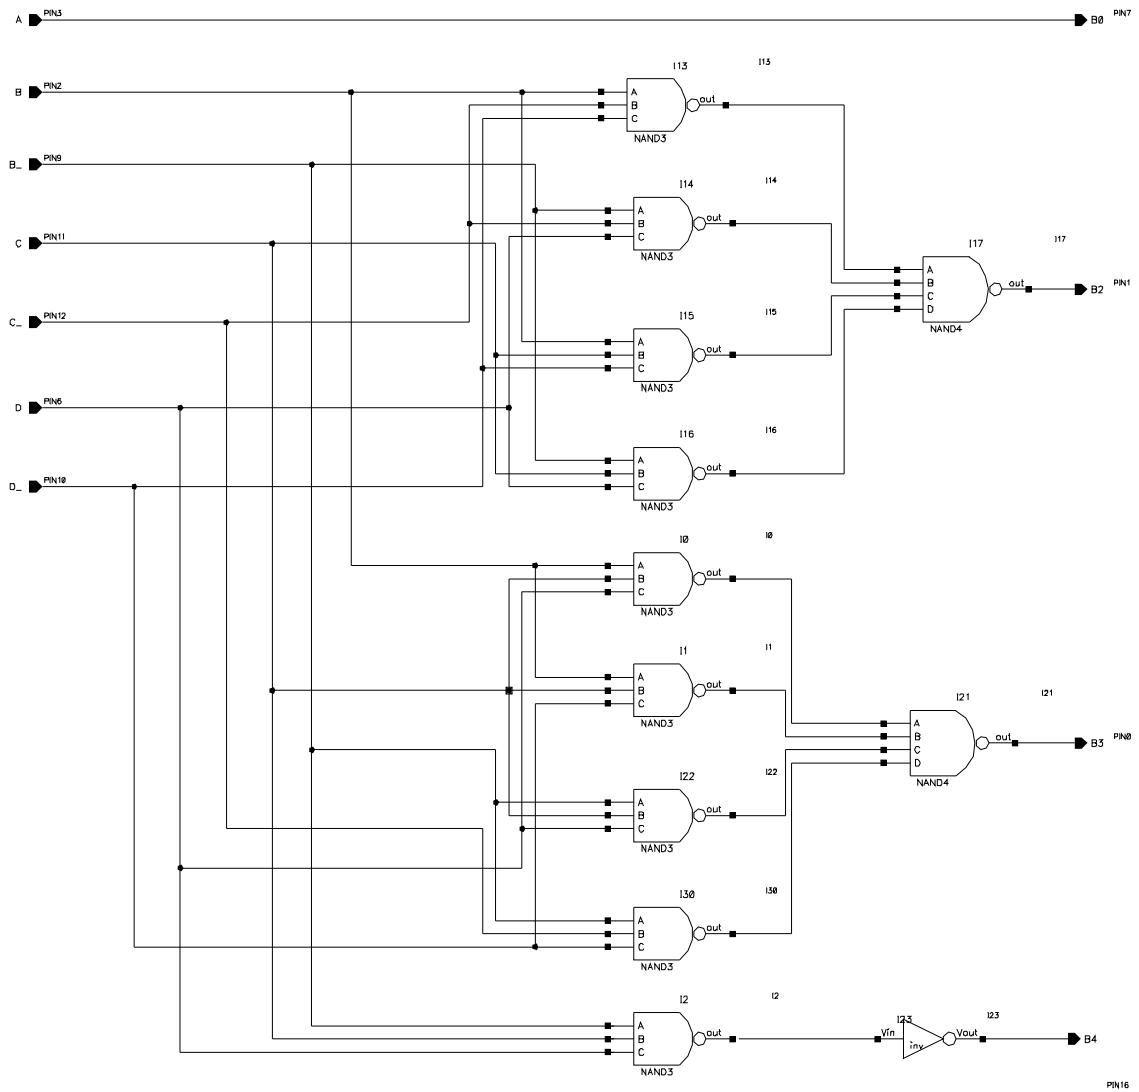 A PIN3 B0 PIN7
I13 I13
B PIN2 A out
B
C
NAND3
B_ PIN9
I14 I14
A out
B
C
NAND3
C PIN11
I17 I17
A out B2 PIN1
B
C
D
NAND4
C_ PIN12
I15 I15
A out
B
C
NAND3
D PIN6
I16 I16
A out
B
C
NAND3
D_ PIN10
I0 I0
A out
B
C
NAND3
I1 I1
A out
B
C
NAND3
I21 I21
A out B3 PIN0
B
C
D
NAND4
I22 I22
A out
B
C
NAND3
I30 I30
A out
B
C
NAND3
I2 I2
A out
B
C
NAND3
I23 I23
Vin inv Vout B4
PIN16